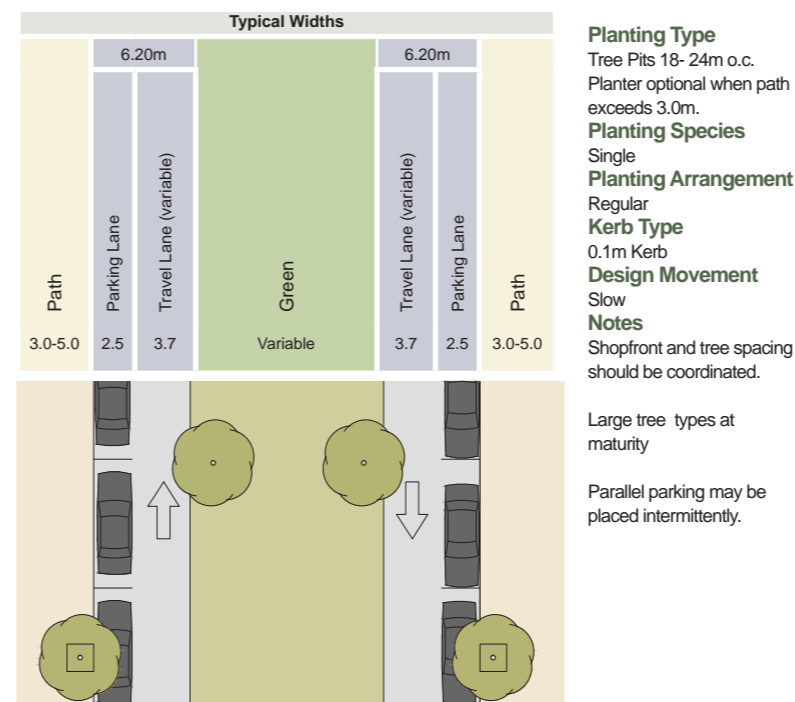 Typical Widths
6.20m
6.20m
Path
Parking Lane
Travel Lane (variable)
Green
Travel Lane (variable)
Parking Lane
Path
3.0-5.0
2.5
3.7
Variable
3.7
2.5
3.0-5.0
Planting Type
Tree Pits 18- 24m o.c.
Planter optional when path
exceeds 3.0m.
Planting Species
Single
Planting Arrangement
Regular
Kerb Type
0.1m Kerb
Design Movement
Slow
Notes
Shopfront and tree spacing
should be coordinated.
Large tree types at
maturity
Parallel parking may be
placed intermittently.